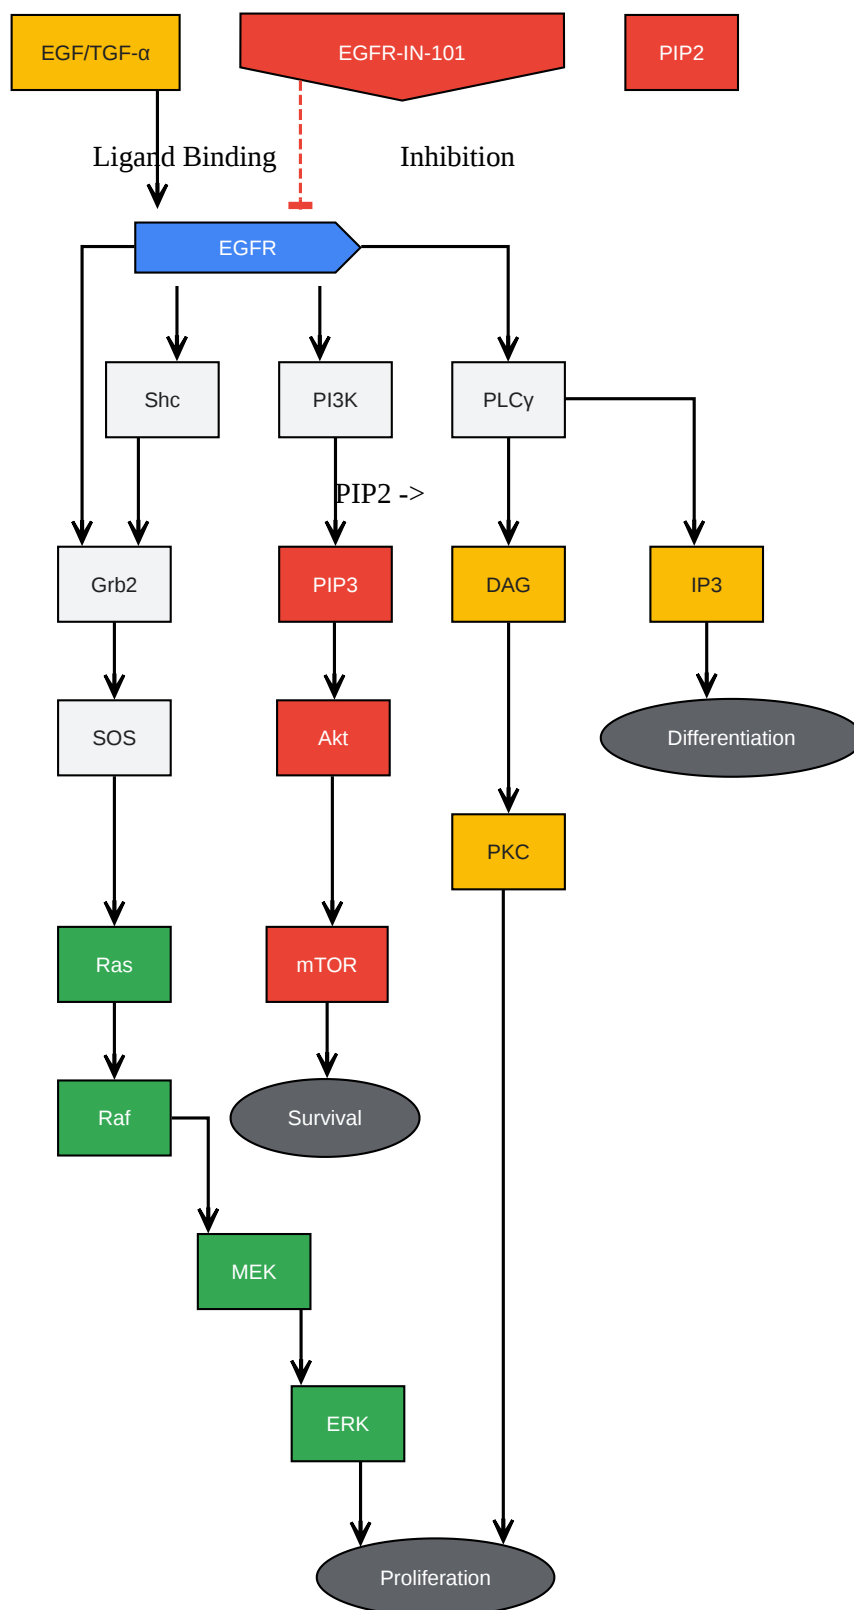 EGF/TGF-α
EGFR-IN-101
PIP2
Ligand Binding
Inhibition
EGFR
Shc
PI3K
PLCγ
PIP2 ->
Grb2
PIP3
DAG
IP3
SOS
Akt
Differentiation
PKC
Ras
mTOR
Raf
Survival
MEK
ERK
Proliferation